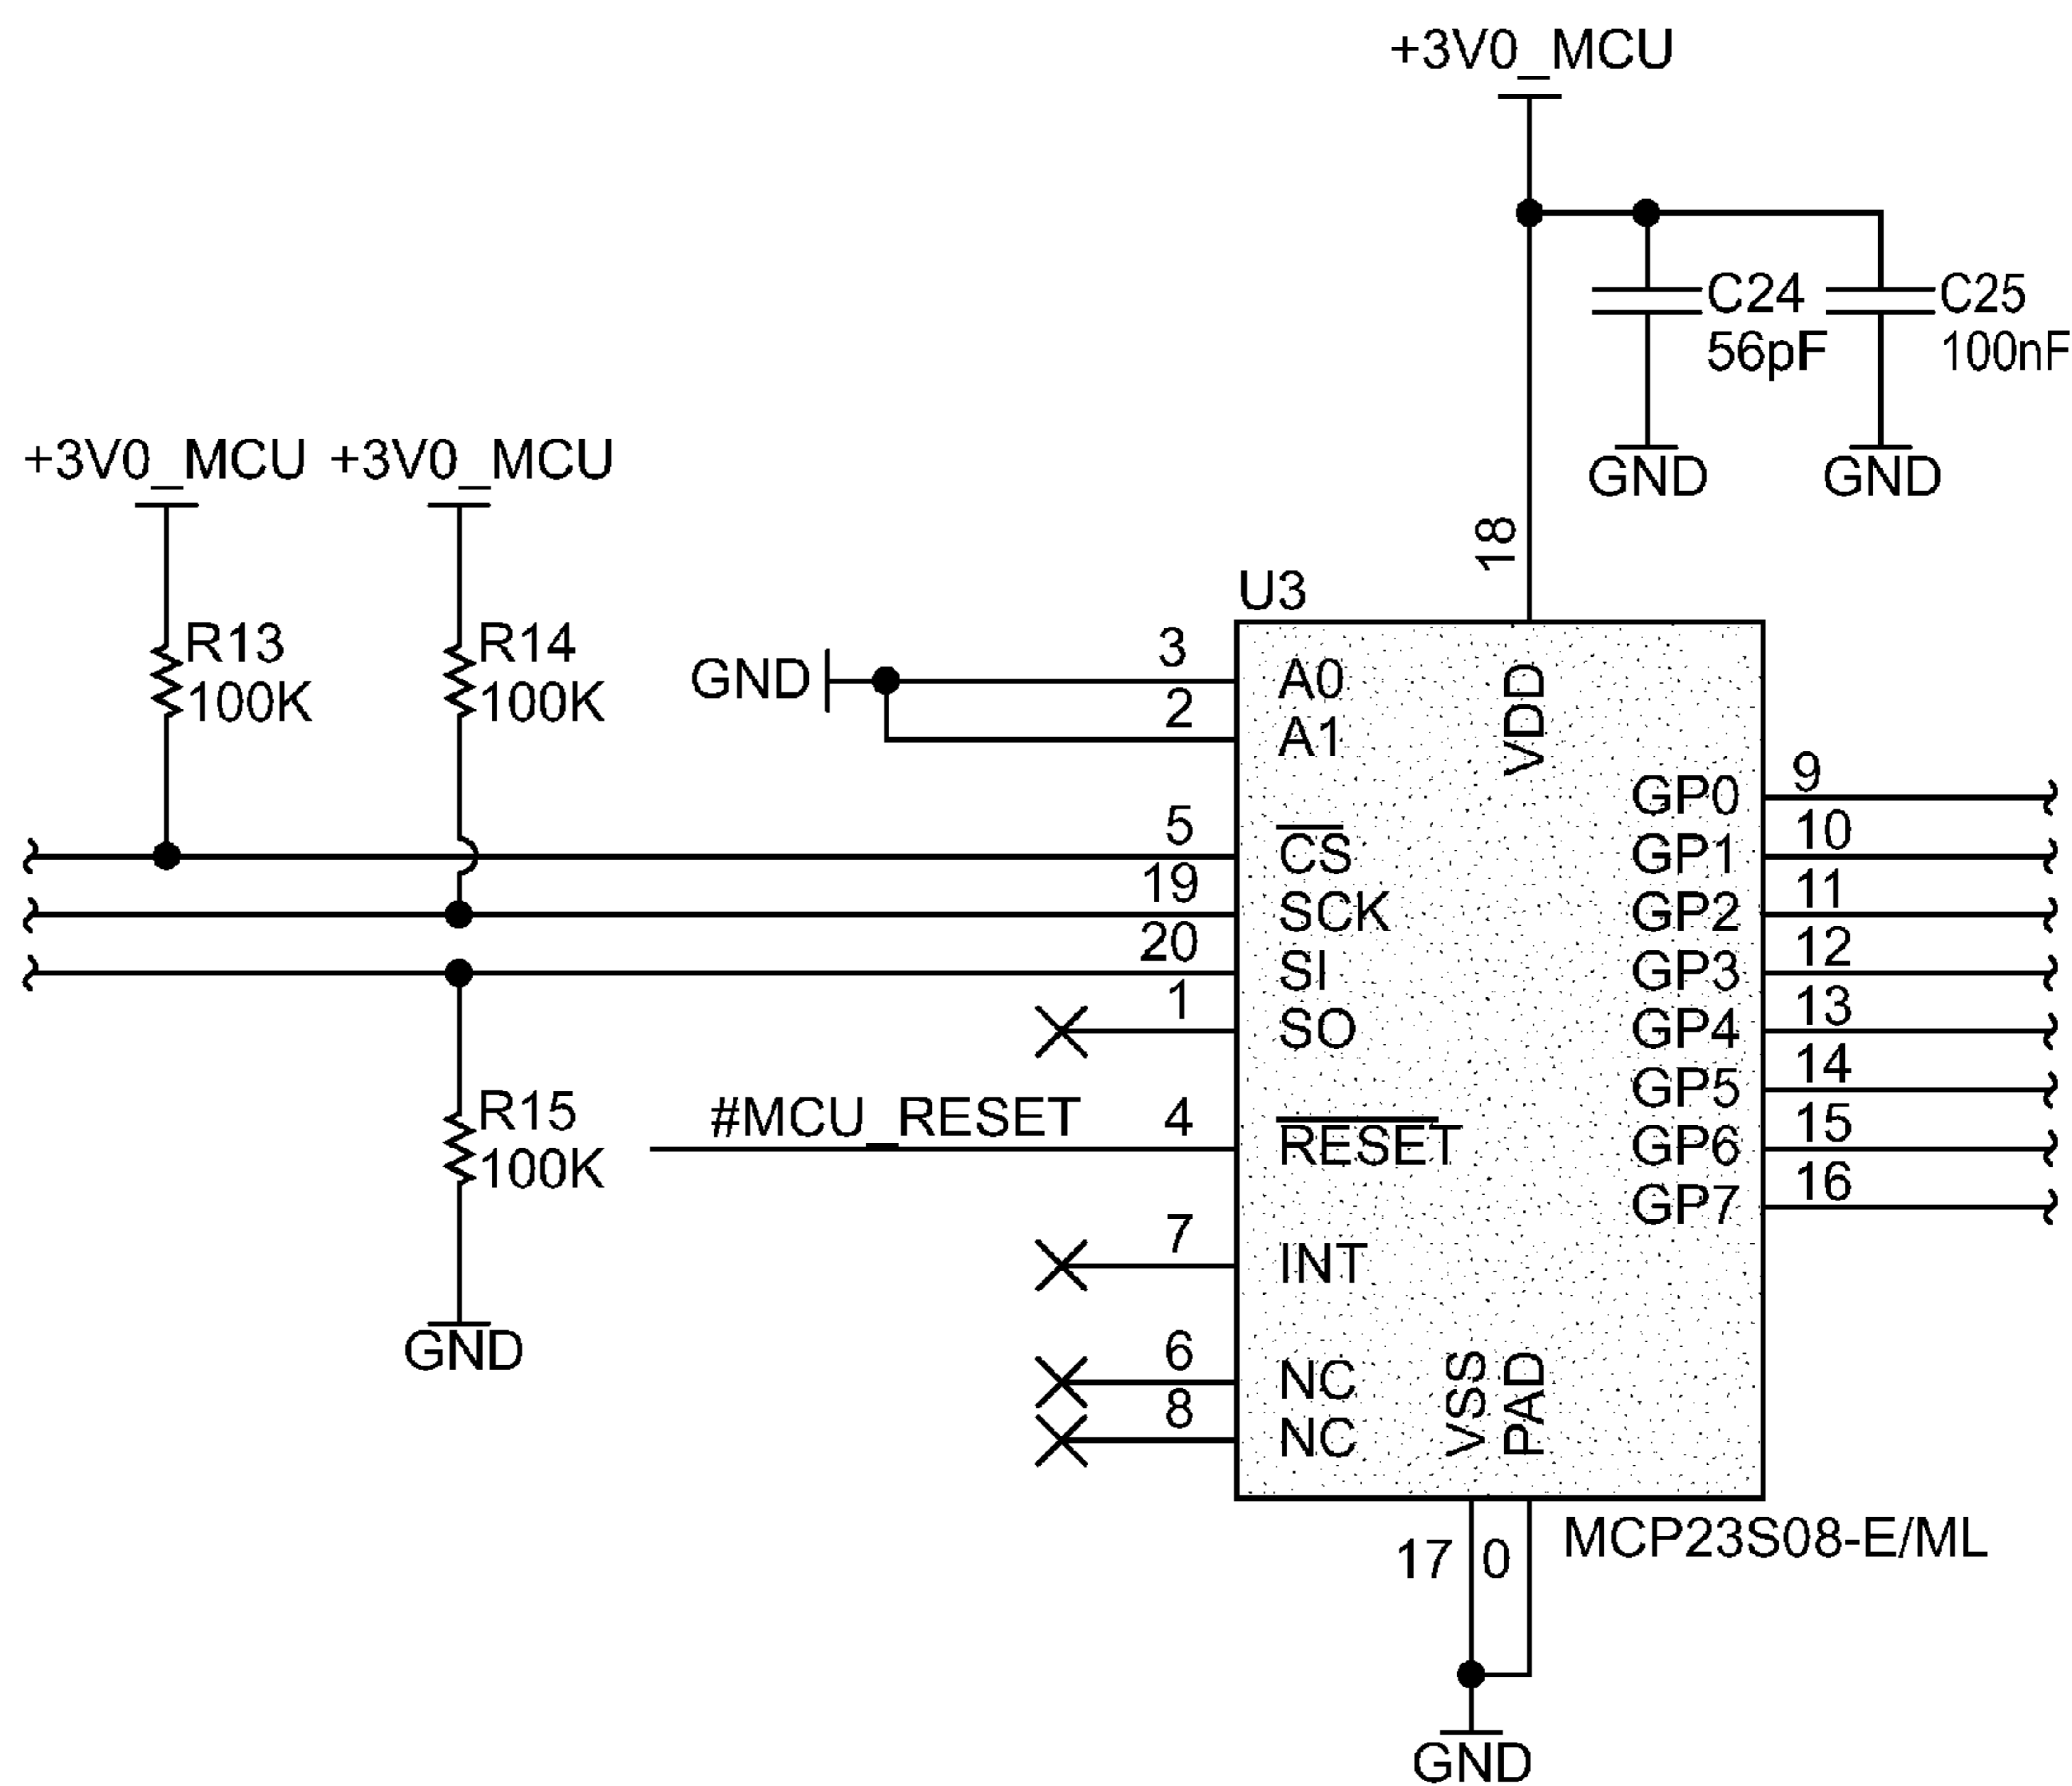 +3V0_MCU
C24
56pF
C25
100nF
GND
GND
+3V0_MCU
+3V0_MCU
18
U3
R13
100K
R14
100K
GND
3
2
A0
A1
VDD
5
19
20
1
CS
SCK
SI
SO
GP0
GP1
GP2
GP3
GP4
GP5
GP6
GP7
9
10
11
12
13
14
15
16
R15
100K
#MCU_RESET
4
RESET
7
INT
GND
6
8
NC
NC
VSS
PAD
17
0
MCP23S08-E/ML
GND